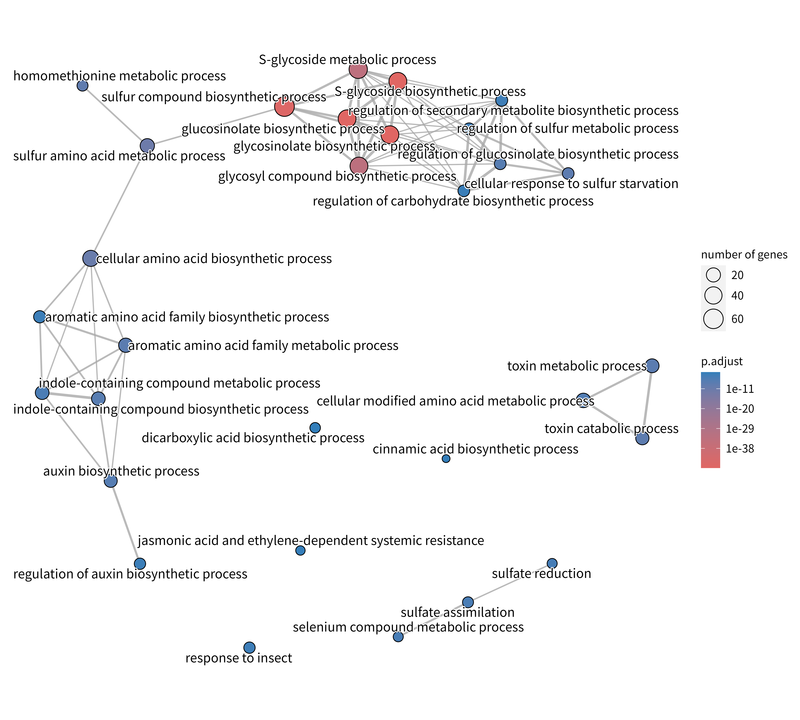 S-glycoside metabolic process
homomethionine metabolic process
S-glycoside biosynthetic process
sulfur compound biosynthetic process
regulation of secondary metabolite biosynthetic process
glucosinolate biosynthetic process
regulation of sulfur metabolic process
glycosinolate biosynthetic process
sulfur amino acid metabolic process
regulation of glucosinolate biosynthetic process
glycosyl compound biosynthetic process
cellular response to sulfur starvation
regulation of carbohydrate biosynthetic process
cellular amino acid biosynthetic process
number of genes
20
40
60
aromatic amino acid family biosynthetic process
aromatic amino acid family metabolic process
p.adjust
1e-11
1e-20
1e-29
1e-38
toxin metabolic process
indole-containing compound metabolic process
cellular modified amino acid metabolic process
indole-containing compound biosynthetic process
toxin catabolic process
dicarboxylic acid biosynthetic process
cinnamic acid biosynthetic process
auxin biosynthetic process
jasmonic acid and ethylene-dependent systemic resistance
regulation of auxin biosynthetic process
sulfate reduction
sulfate assimilation
selenium compound metabolic process
response to insect